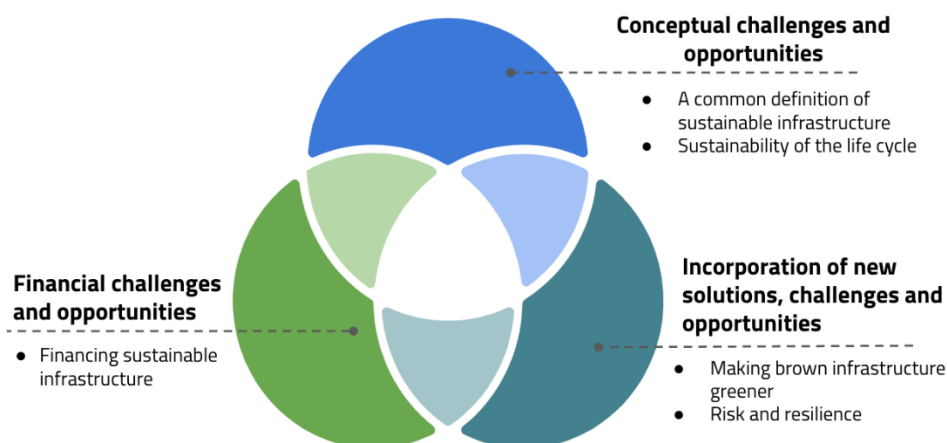 Conceptual challenges and
opportunities
● A common definition of
sustainable infrastructure
● Sustainability of the life cycle
Financial challenges
and opportunities
● Financing sustainable
infrastructure
Incorporation of new
solutions, challenges and
opportunities
● Making brown infrastructure
greener
● Risk and resilience